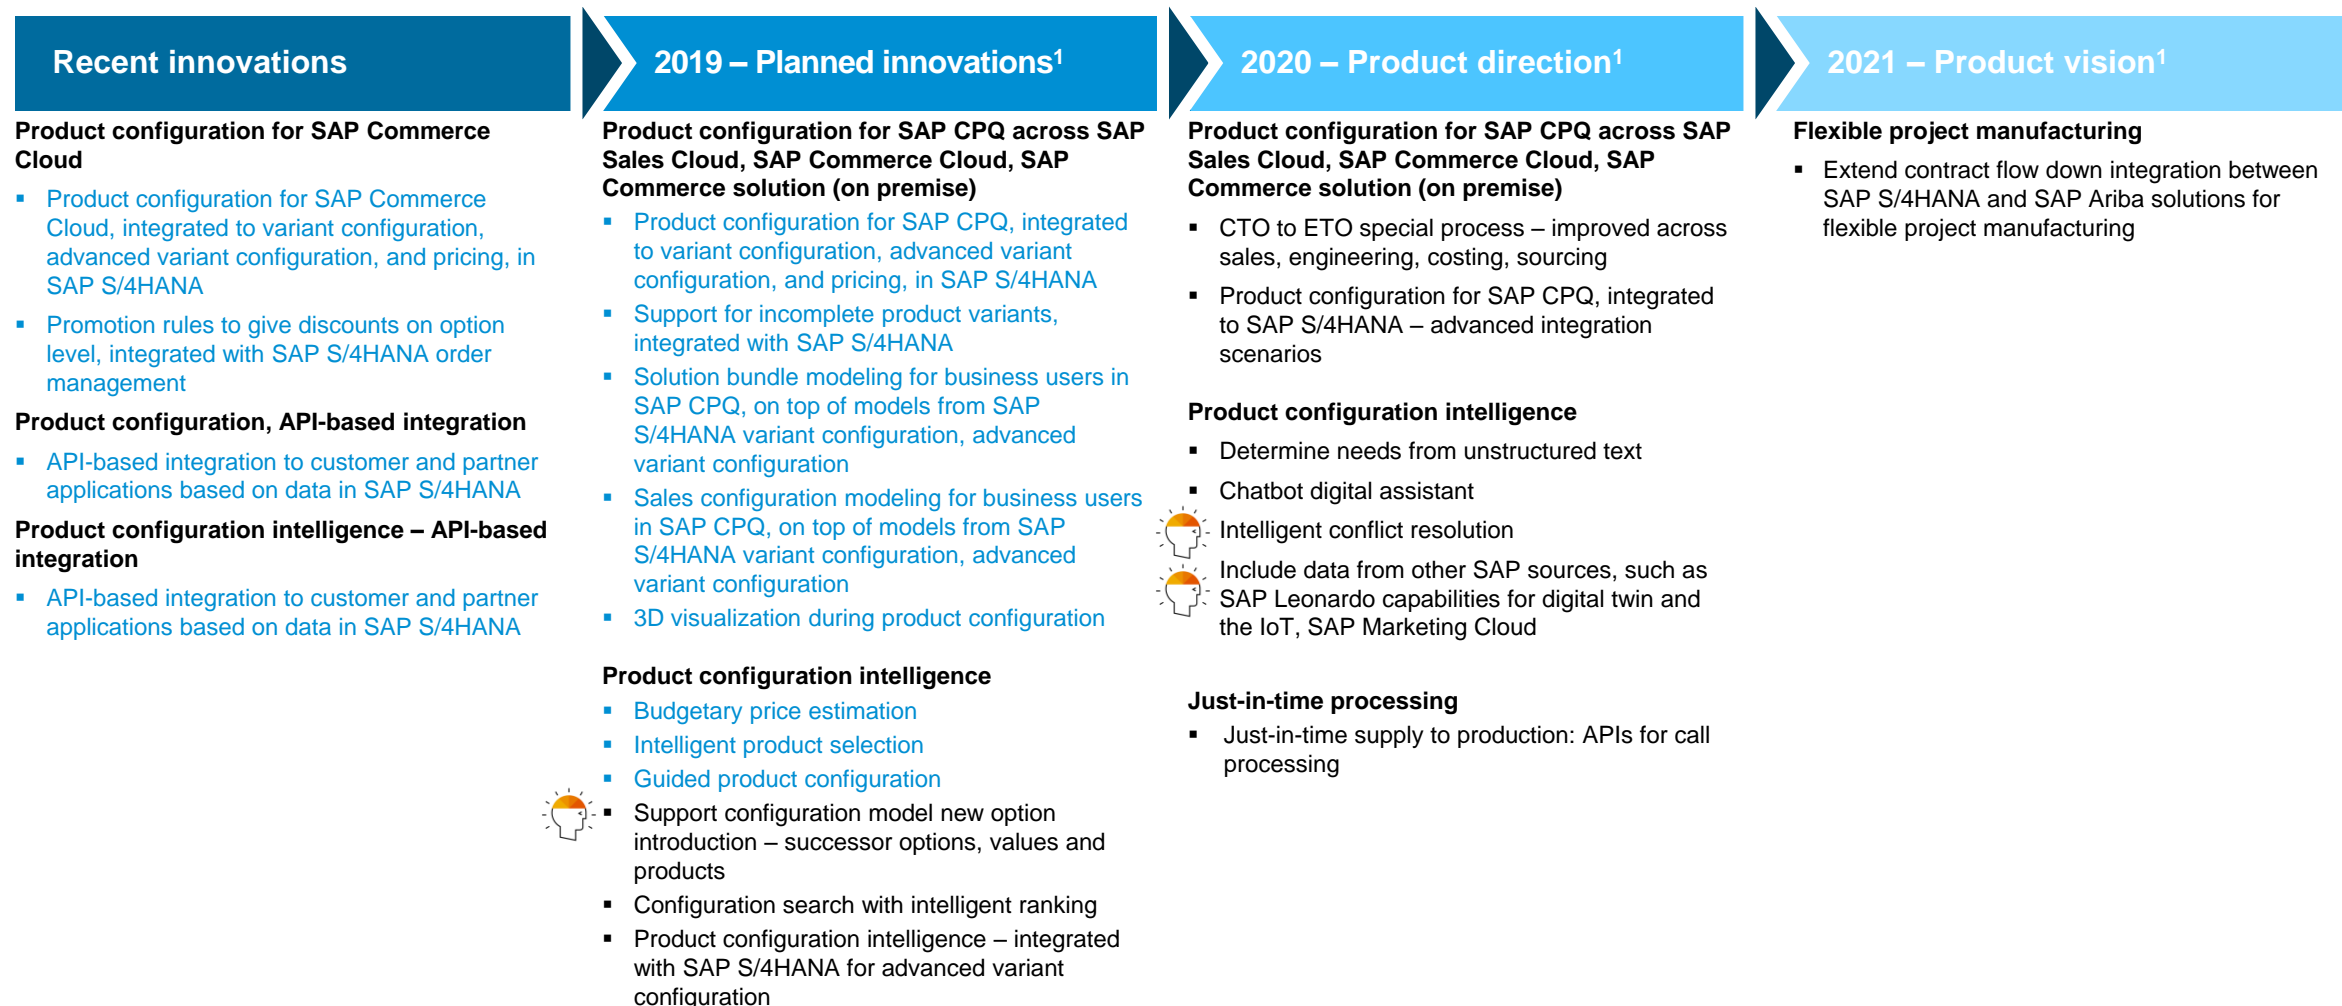 Recent innovations
Product configuration for SAP Commerce
Cloud
▪ Product configuration for SAP Commerce
Cloud, integrated to variant configuration,
advanced variant configuration, and pricing, in
SAP S/4HANA
▪ Promotion rules to give discounts on option
level, integrated with SAP S/4HANA order
management
Product configuration, API-based integration
▪ API-based integration to customer and partner
applications based on data in SAP S/4HANA
Product configuration intelligence – API-based
integration
▪ API-based integration to customer and partner
applications based on data in SAP S/4HANA
2019 – Planned innovations¹
Product configuration for SAP CPQ across SAP
Sales Cloud, SAP Commerce Cloud, SAP
Commerce solution (on premise)
▪ Product configuration for SAP CPQ, integrated
to variant configuration, advanced variant
configuration, and pricing, in SAP S/4HANA
▪ Support for incomplete product variants,
integrated with SAP S/4HANA
▪ Solution bundle modeling for business users in
SAP CPQ, on top of models from SAP
S/4HANA variant configuration, advanced
variant configuration
▪ Sales configuration modeling for business users
in SAP CPQ, on top of models from SAP
S/4HANA variant configuration, advanced
variant configuration
▪ 3D visualization during product configuration
Product configuration intelligence
▪ Budgetary price estimation
▪ Intelligent product selection
▪ Guided product configuration
▪ Support configuration model new option
introduction – successor options, values and
products
▪ Configuration search with intelligent ranking
▪ Product configuration intelligence – integrated
with SAP S/4HANA for advanced variant
configuration
2020 – Product direction¹
Product configuration for SAP CPQ across SAP
Sales Cloud, SAP Commerce Cloud, SAP
Commerce solution (on premise)
▪ CTO to ETO special process – improved across
sales, engineering, costing, sourcing
▪ Product configuration for SAP CPQ, integrated
to SAP S/4HANA – advanced integration
scenarios
Product configuration intelligence
▪ Determine needs from unstructured text
▪ Chatbot digital assistant
Intelligent conflict resolution
Include data from other SAP sources, such as
SAP Leonardo capabilities for digital twin and
the IoT, SAP Marketing Cloud
Just-in-time processing
▪ Just-in-time supply to production: APIs for call
processing
2021 – Product vision¹
Flexible project manufacturing
▪ Extend contract flow down integration between
SAP S/4HANA and SAP Ariba solutions for
flexible project manufacturing